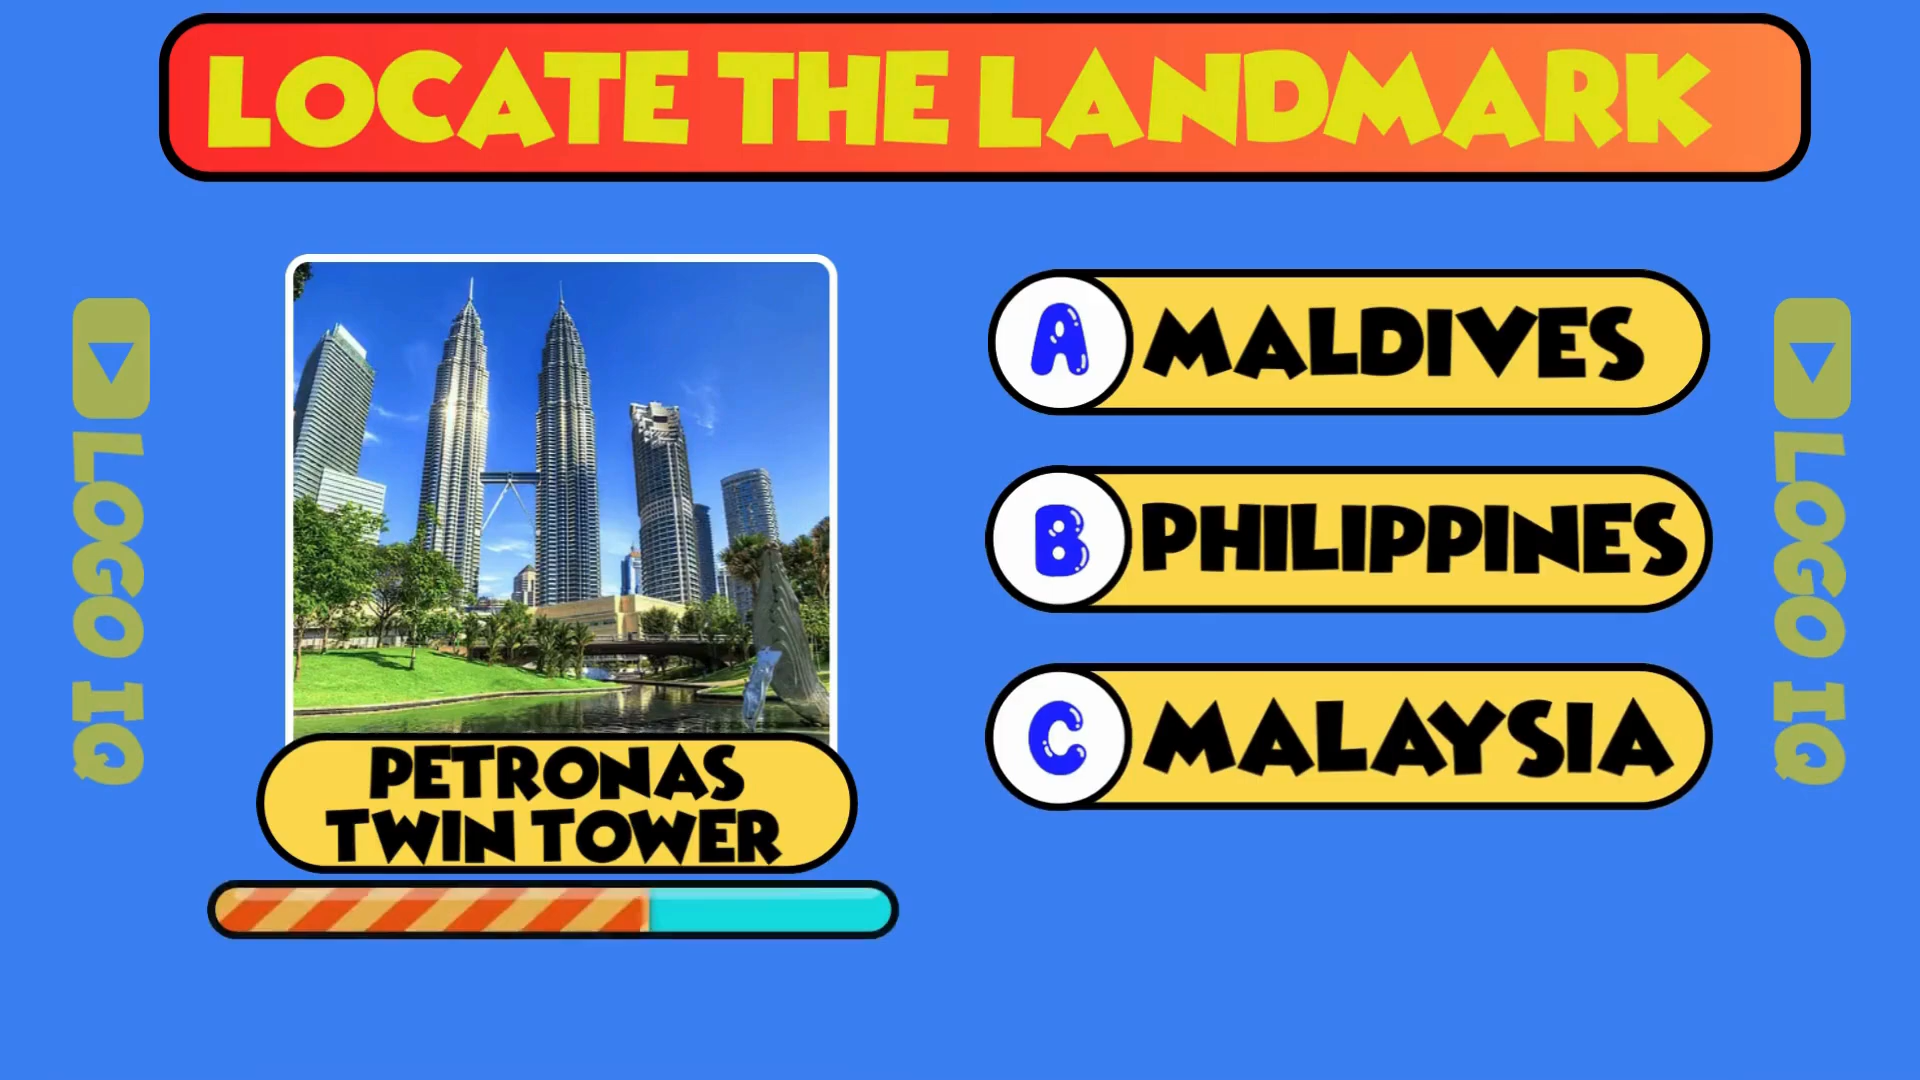 LOCATE THE LANDMARK
LOGO IQ
PETRONAS
TWIN TOWER
A MALDIVES
B PHILIPPINES
C MALAYSIA
LOGO IQ